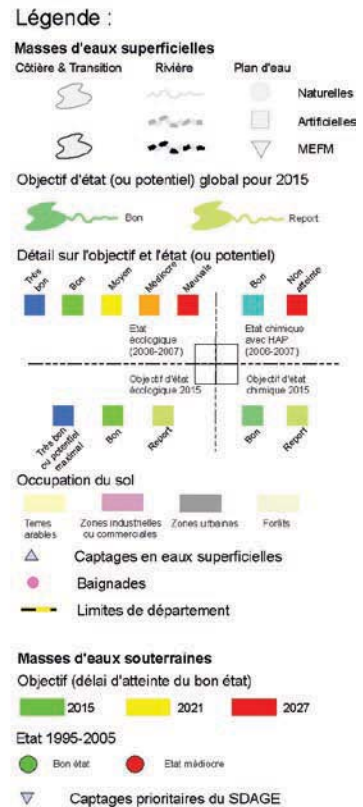 Légende :
Masses d'eaux superficielles
Côtière & Transition Rivière Plan d'eau
Naturelles
Artificielles
MEFM
Objectif d'état (ou potentiel) global pour 2015
Bon Report
Détail sur l'objectif et l'état (ou potentiel)
Très bon Bon Moyen Médiocre Mauvais Bon Non atteinte
Etat écologique (2006-2007) Etat chimique avec HAP (2006-2007)
Objectif d'état écologique 2015 Objectif d'état chimique 2015
Très bon ou potentiel maximal Bon Report Bon Report
Occupation du sol
Terres arables Zones industrielles ou commerciales Zones urbaines Forêts
Captages en eaux superficielles
Baignades
Limites de département
Masses d'eaux souterraines
Objectif (délai d'atteinte du bon état)
2015 2021 2027
Etat 1995-2005
Bon état Etat médiocre
Captages prioritaires du SDAGE